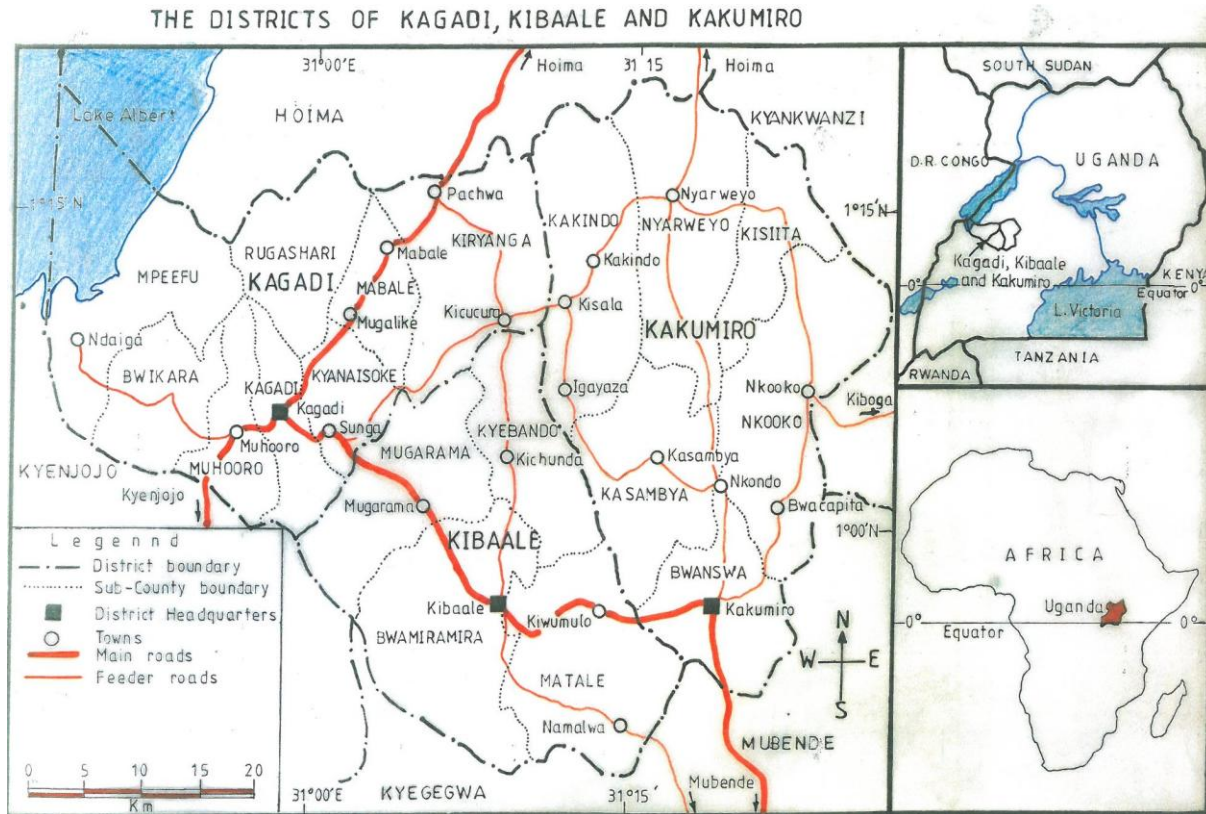 THE DISTRICTS OF KAGADI, KIBAALE AND KAKUMIRO
31°00'E
Hoima
31°15'
Hoima
Lake Albert
HOIMA
KYANKWANZI
1°15'N
Pachwa
Nyarweyo
1°15'N
KIRYANGA
KAKINDO
NYARWEYO
KISIITA
RUGASHARI
Mabale
MPEEFU
KAGADI
Kakindo
MABALE
Kisala
Mugalike
Kicucura
KAKUMIRO
Ndaiga
BWIKARA
KAGADI
KYANAISOKE
Igayaza
Nkooko
Kiboga
Kagadi
Sunga
KYEBANDO
NKOOKO
Muhooro
MUGARAMA
Kichunda
Kasambya
KYENJOJO
MUHOORO
Nkondo
Kyenjojo
KASAMBYA
Mugarama
Bwacapita
1°00'N
KIBAALE
BWANSWA
Kibaale
Kiwumulo
Kakumiro
BWAMIRAMIRA
N
W
E
S
MATALE
Namalwa
MUBENDE
Mubende
KYEGEGWA
31°00'E
31°15'
Legennd
District boundary
Sub-County boundary
District Headquarters
Towns
Main roads
Feeder roads
0 5 10 15 20
Km
SOUTH SUDAN
D.R.CONGO
UGANDA
Kagadi, Kibaale
and Kakumiro
KENYA
0°
Equator
0°
L. Victoria
TANZANIA
RWANDA
AFRICA
Uganda
0°
Equator
0°